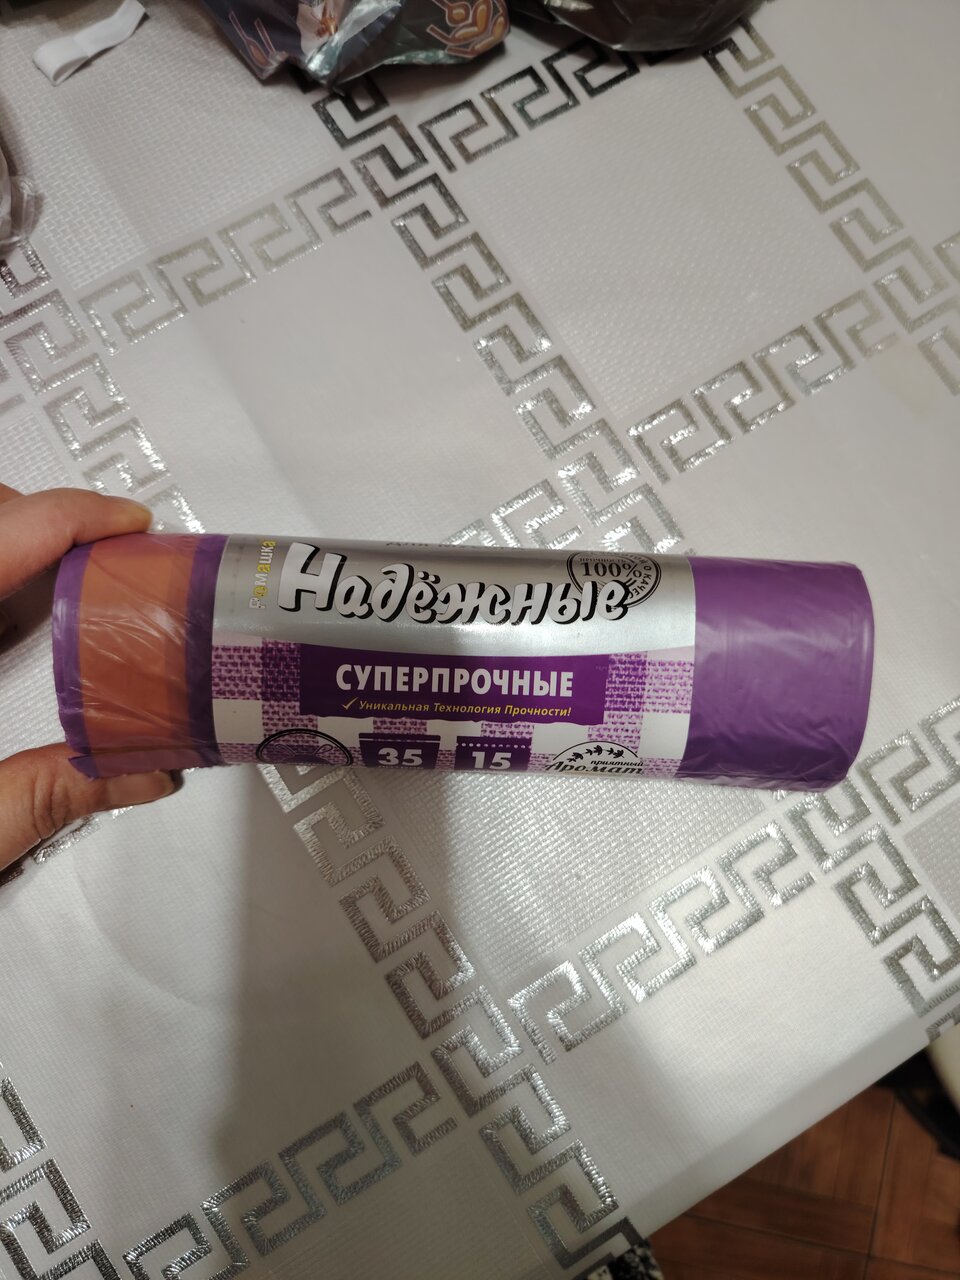 Ромашка
Надёжные
100%
СУПЕРПРОЧНЫЕ
Уникальная Технология Прочности!
35
15
приятный
Аромат